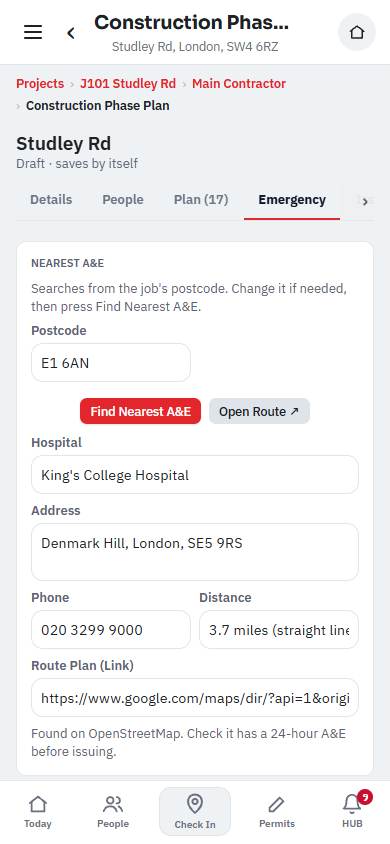 Construction Phas...
Studley Rd, London, SW4 6RZ
Projects › J101 Studley Rd › Main Contractor
› Construction Phase Plan
Studley Rd
Draft · saves by itself
Details People Plan (17) Emergency
NEAREST A&E
Searches from the job's postcode. Change it if needed,
then press Find Nearest A&E.
Postcode
E1 6AN
Find Nearest A&E Open Route ↗
Hospital
King's College Hospital
Address
Denmark Hill, London, SE5 9RS
Phone Distance
020 3299 9000 3.7 miles (straight line
Route Plan (Link)
https://www.google.com/maps/dir/?api=1&origi
Found on OpenStreetMap. Check it has a 24-hour A&E
before issuing.
9
Today People Check In Permits HUB